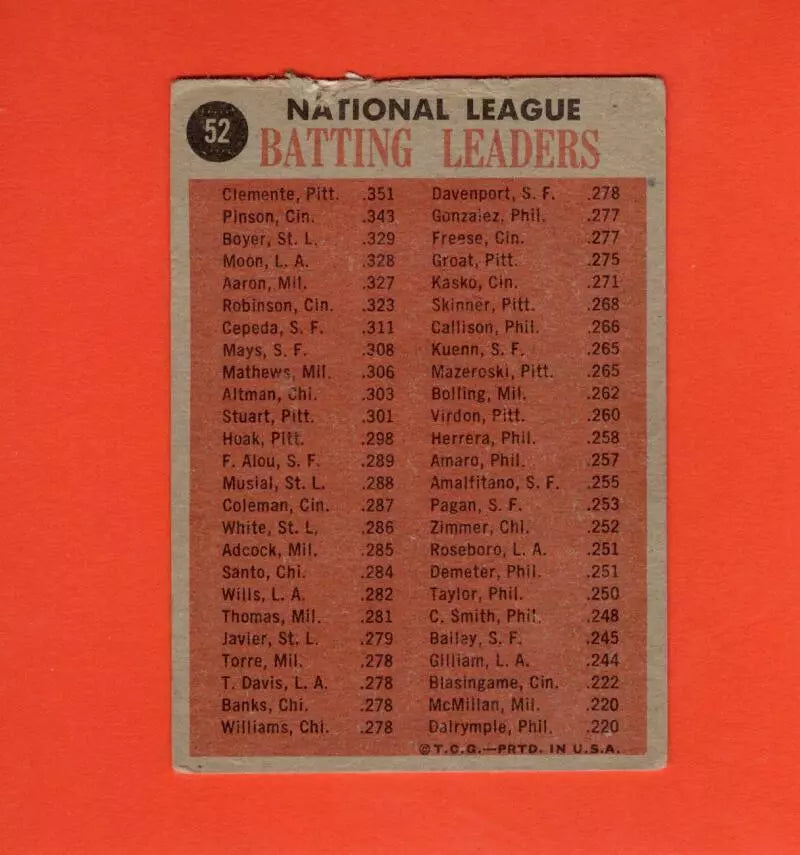 52
NATIONAL LEAGUE
BATTING LEADERS
Clemente, Pitt. .351
Pinson, Cin. .343
Boyer, St. L. .329
Moon, L. A. .328
Aaron, Mil. .327
Robinson, Cin. .323
Cepeda, S. F. .311
Mays, S. F. .308
Mathews, Mil. .306
Altman, Chi. .303
Stuart, Pitt. .301
Hoak, Pitt. .298
F. Alou, S. F. .289
Musial, St. L. .288
Coleman, Cin. .287
White, St. L. .286
Adcock, Mil. .285
Santo, Chi. .284
Wills, L. A. .282
Thomas, Mil. .281
Javier, St. L. .279
Torre, Mil. .278
T. Davis, L. A. .278
Banks, Chi. .278
Williams, Chi. .278
Davenport, S. F. .278
Gonzalez, Phil. .277
Freese, Cin. .277
Groat, Pitt. .275
Kasko, Cin. .271
Skinner, Pitt. .268
Callison, Phil. .266
Kuenn, S. F. .265
Mazeroski, Pitt. .265
Bolling, Mil. .262
Virdon, Pitt. .260
Herrera, Phil. .258
Amaro, Phil. .257
Amalfitano, S. F. .255
Pagan, S. F. .253
Zimmer, Chi. .252
Roseboro, L. A. .251
Demeter, Phil. .251
Taylor, Phil. .250
C. Smith, Phil. .248
Bailey, S. F. .245
Gilliam, L. A. .244
Blasingame, Cin. .222
McMillan, Mil. .220
Dalrymple, Phil. .220
©T.C.G.—PRTD. IN U.S.A.